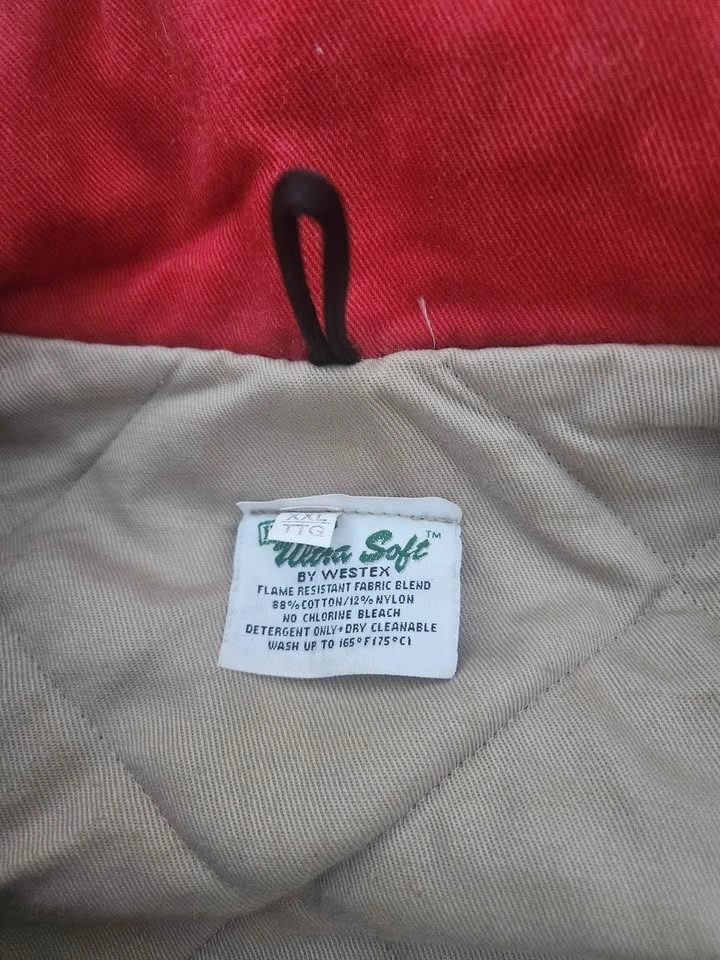 XXL
TTG
Ultra Soft™
BY WESTEX
FLAME RESISTANT FABRIC BLEND
88% COTTON/12% NYLON
NO CHLORINE BLEACH
DETERGENT ONLY•DRY CLEANABLE
WASH UP TO 165°F(75°C)